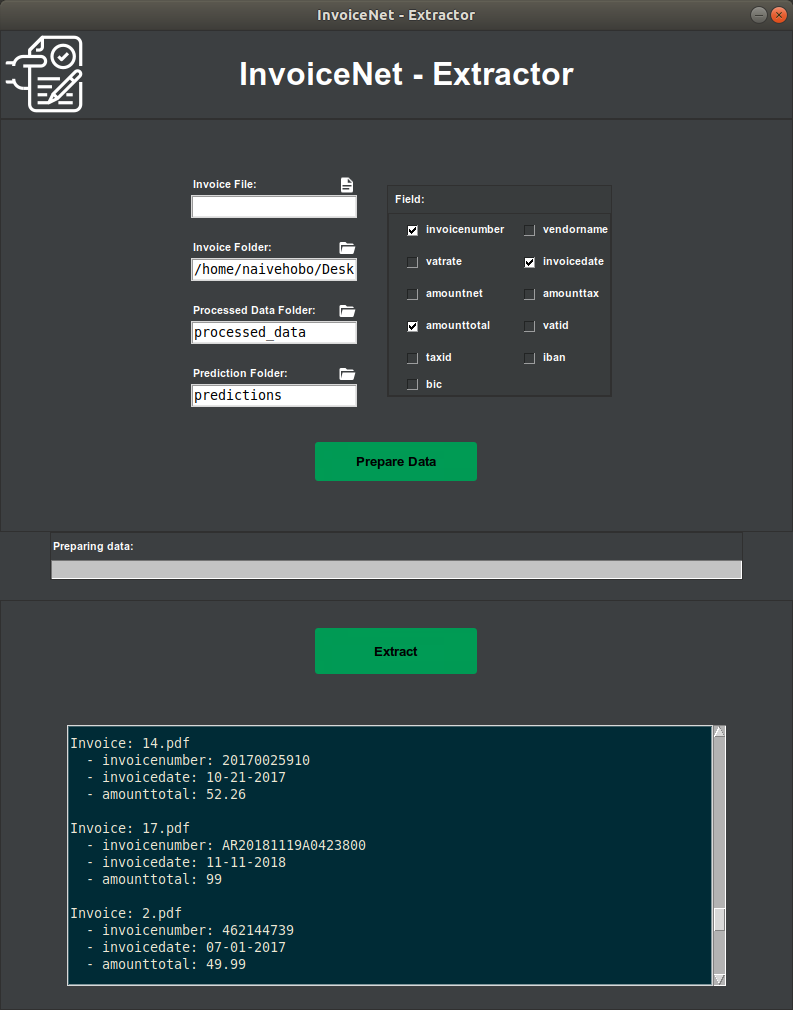 InvoiceNet - Extractor
InvoiceNet - Extractor
Invoice File:
Invoice Folder:
/home/naivehobo/Desk
Processed Data Folder:
processed_data
Prediction Folder:
predictions
Field:
invoicenumber vendorname
vatrate invoicedate
amountnet amounttax
amounttotal vatid
taxid iban
bic
Prepare Data
Preparing data:
Extract
Invoice: 14.pdf
- invoicenumber: 20170025910
- invoicedate: 10-21-2017
- amounttotal: 52.26
Invoice: 17.pdf
- invoicenumber: AR20181119A0423800
- invoicedate: 11-11-2018
- amounttotal: 99
Invoice: 2.pdf
- invoicenumber: 462144739
- invoicedate: 07-01-2017
- amounttotal: 49.99